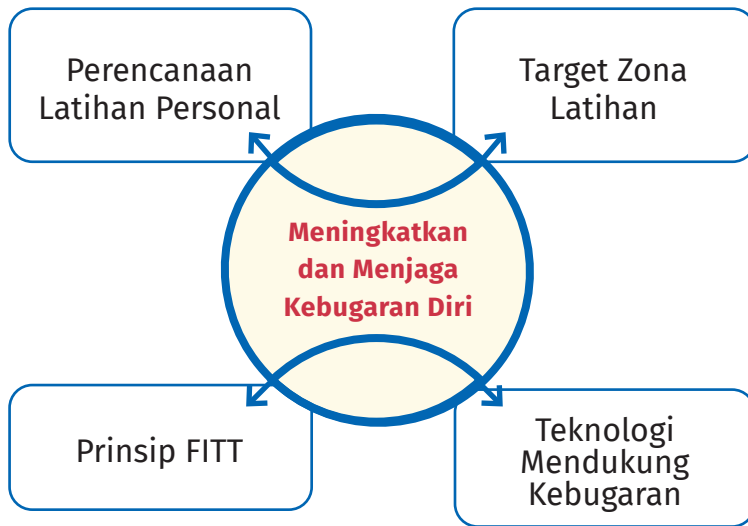 Perencanaan
Latihan Personal
Target Zona
Latihan
Meningkatkan
dan Menjaga
Kebugaran Diri
Prinsip FITT
Teknologi
Mendukung
Kebugaran